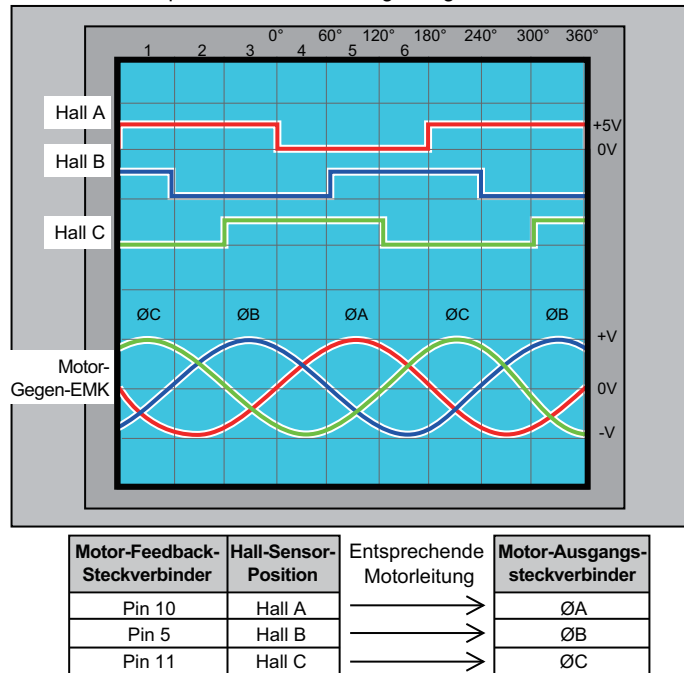 0° 60° 120° 180° 240° 300° 360°
1 2 3 4 5 6
Hall A
+5V
0V
Hall B
Hall C
ØC ØB ØA ØC ØB
+V
Motor-
Gegen-EMK
0V
-V
Motor-Feedback-
Steckverbinder
Hall-Sensor-
Position
Entsprechende
Motorleitung
Motor-Ausgangs-
steckverbinder
Pin 10 Hall A ØA
Pin 5 Hall B ØB
Pin 11 Hall C ØC